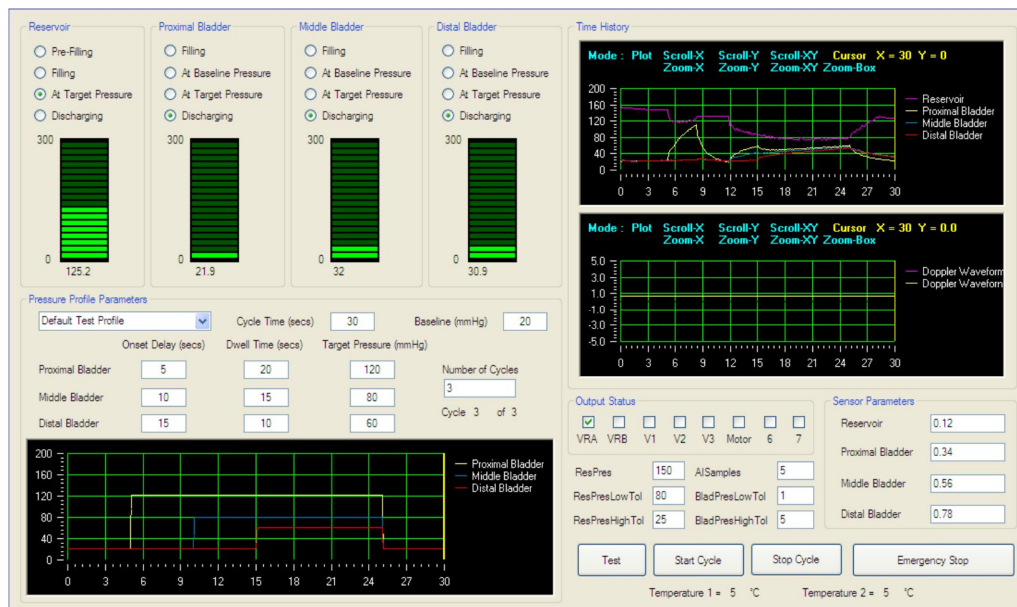 Reservoir
Pre-Filling
Filling
At Target Pressure
Discharging
300
0
125.2
Proximal Bladder
Filling
At Baseline Pressure
At Target Pressure
Discharging
300
0
21.9
Middle Bladder
Filling
At Baseline Pressure
At Target Pressure
Discharging
300
0
32
Distal Bladder
Filling
At Baseline Pressure
At Target Pressure
Discharging
300
0
30.9
Pressure Profile Parameters
Default Test Profile
Cycle Time (secs) 30
Baseline (mmHg) 20
Onset Delay (secs) Dwell Time (secs) Target Pressure (mmHg)
Proximal Bladder 5 20 120
Middle Bladder 10 15 80
Distal Bladder 15 10 60
Number of Cycles
3
Cycle 3 of 3
200
160
120
80
40
0
0 3 6 9 12 15 18 21 24 27 30
Proximal Bladder
Middle Bladder
Distal Bladder
Time History
Mode : Plot Scroll-X Scroll-Y Scroll-XY Cursor X = 30 Y = 0
Zoom-X Zoom-Y Zoom-XY Zoom-Box
200
160
120
80
40
0
0 3 6 9 12 15 18 21 24 27 30
Reservoir
Proximal Bladder
Middle Bladder
Distal Bladder
Mode : Plot Scroll-X Scroll-Y Scroll-XY Cursor X = 30 Y = 0.0
Zoom-X Zoom-Y Zoom-XY Zoom-Box
5.0
3.0
1.0
-1.0
-3.0
-5.0
0 3 6 9 12 15 18 21 24 27 30
Doppler Waveform
Doppler Waveform
Output Status
VRA VRB V1 V2 V3 Motor 6 7
ResPres 150 AISamples 5
ResPresLowTol 80 BladPresLowTol 1
ResPresHighTol 25 BladPresHighTol 5
Sensor Parameters
Reservoir 0.12
Proximal Bladder 0.34
Middle Bladder 0.56
Distal Bladder 0.78
Test Start Cycle Stop Cycle Emergency Stop
Temperature 1 = 5 °C Temperature 2 = 5 °C